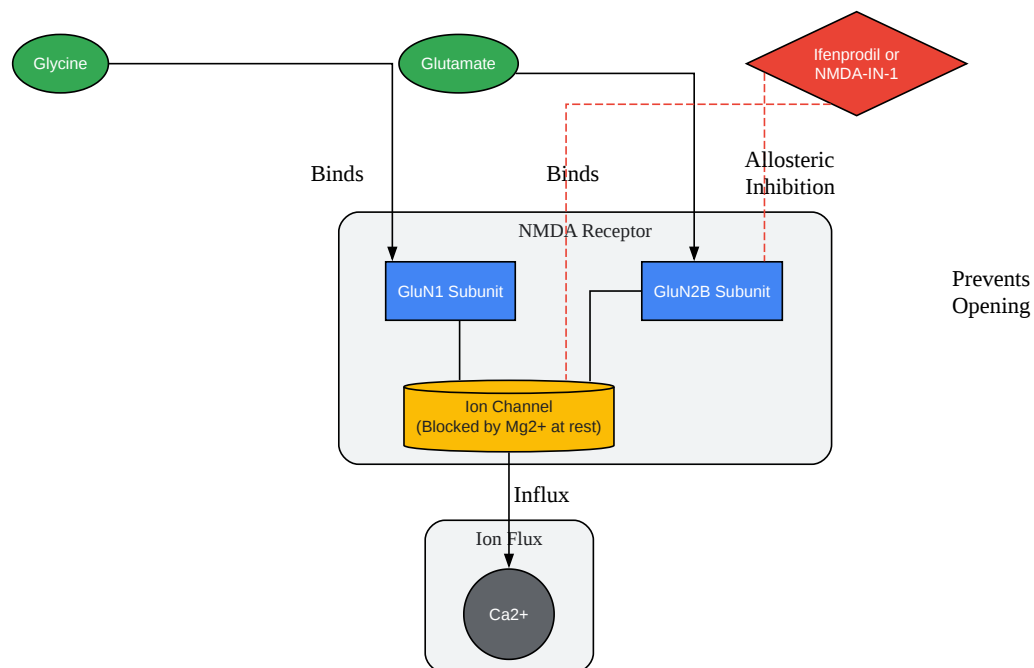 Glycine
Glutamate
Ifenprodil or
NMDA-IN-1
Binds
Binds
Allosteric
Inhibition
NMDA Receptor
GluN1 Subunit
GluN2B Subunit
Prevents
Opening
Ion Channel
(Blocked by Mg2+ at rest)
Influx
Ion Flux
Ca2+